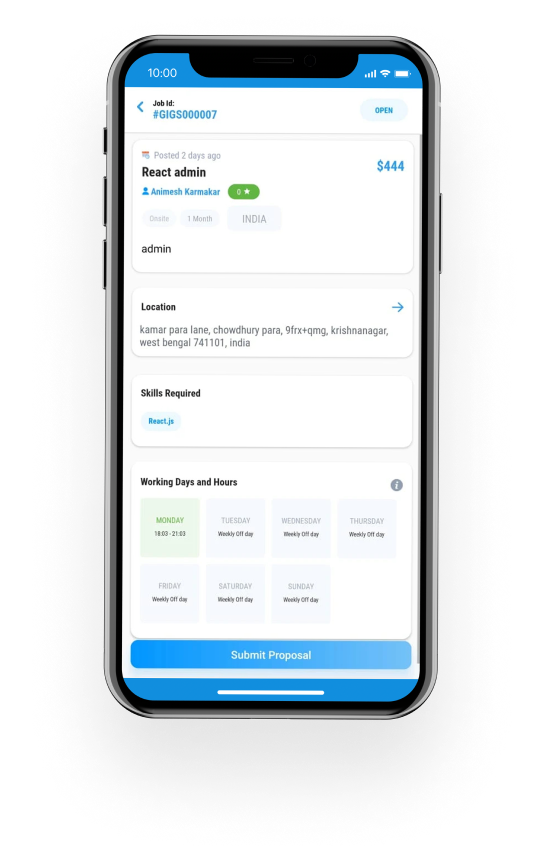 10:00
Job Id:
#GIGS000007
OPEN
Posted 2 days ago
React admin
$444
Animesh Karmakar
0
Onsite
1 Month
INDIA
admin
Location
kamar para lane, chowdhury para, 9frx+qmg, krishnanagar,
west bengal 741101, india
Skills Required
React.js
Working Days and Hours
MONDAY
18:03 - 21:03
TUESDAY
Weekly Off day
WEDNESDAY
Weekly Off day
THURSDAY
Weekly Off day
FRIDAY
Weekly Off day
SATURDAY
Weekly Off day
SUNDAY
Weekly Off day
Submit Proposal